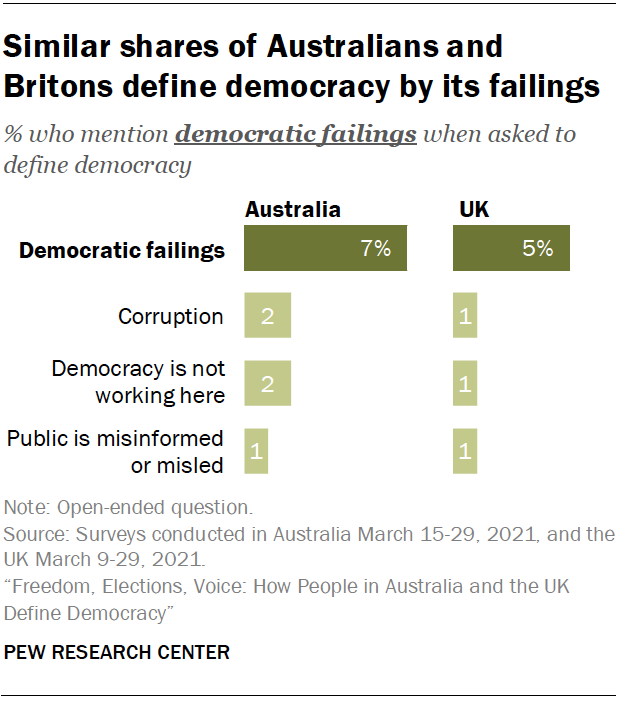 Similar shares of Australians and
Britons define democracy by its failings
% who mention democratic failings when asked to
define democracy
Australia UK
Democratic failings 7% 5%
Corruption 2 1
Democracy is not
working here 2 1
Public is misinformed
or misled 1 1
Note: Open-ended question.
Source: Surveys conducted in Australia March 15-29, 2021, and the
UK March 9-29, 2021.
“Freedom, Elections, Voice: How People in Australia and the UK
Define Democracy”
PEW RESEARCH CENTER